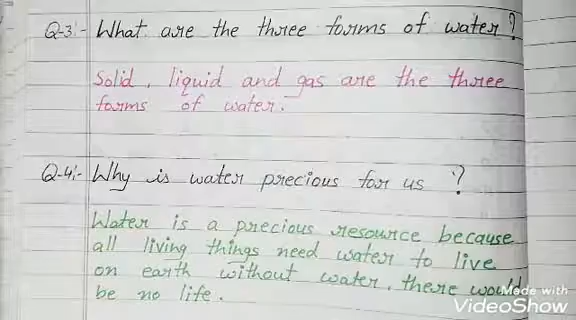 Q-3:- What are the three forms of water?
Solid, liquid and gas are the three
forms of water.
Q-4:- Why is water precious for us ?
Water is a precious resource because
all living things need water to live
on earth without water, there would
be no life.
Made with
VideoShow